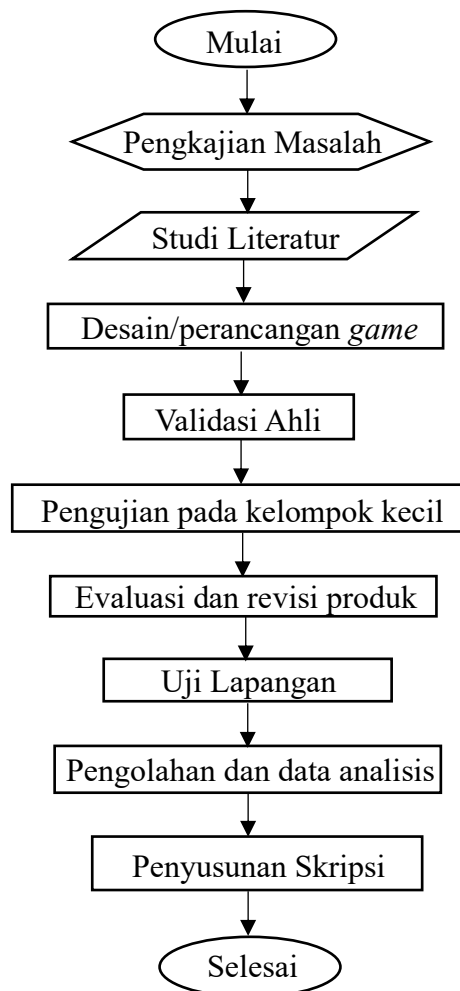 Mulai
Pengkajian Masalah
Studi Literatur
Desain/perancangan game
Validasi Ahli
Pengujian pada kelompok kecil
Evaluasi dan revisi produk
Uji Lapangan
Pengolahan dan data analisis
Penyusunan Skripsi
Selesai